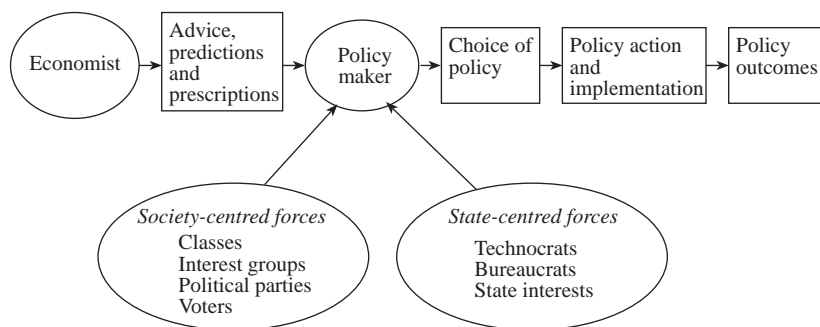 Economist
Advice,
predictions
and
prescriptions
Policy
maker
Choice of
policy
Policy action
and
implementation
Policy
outcomes
Society-centred forces
Classes
Interest groups
Political parties
Voters
State-centred forces
Technocrats
Bureaucrats
State interests